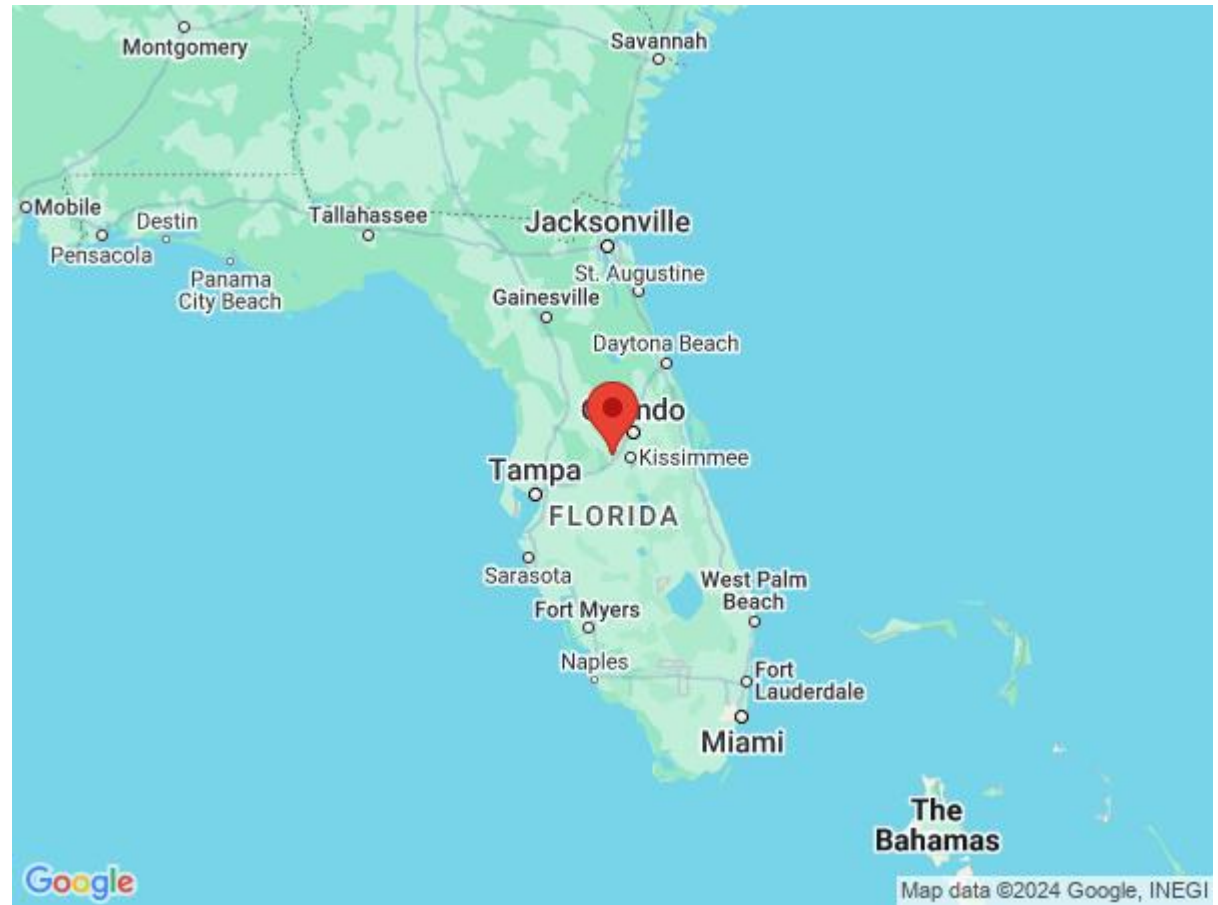 Montgomery
Savannah
Mobile
Destin
Tallahassee
Jacksonville
Pensacola
Panama
City Beach
St. Augustine
Gainesville
Daytona Beach
ndo
Kissimmee
Tampa
FLORIDA
Sarasota
West Palm
Beach
Fort Myers
Naples
Fort
Lauderdale
Miami
The
Bahamas
Google
Map data ©2024 Google, INEGI